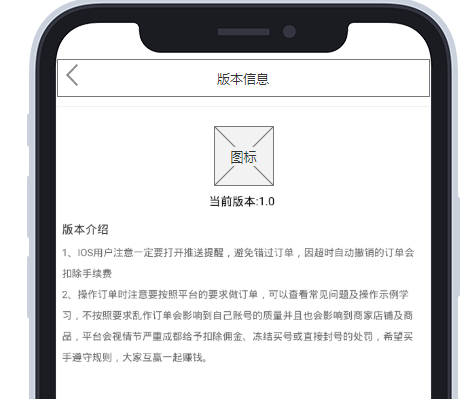 版本信息
图标
当前版本:1.0
版本介绍
1、IOS用户注意一定要打开推送提醒，避免错过订单，因超时自动撤销的订单会
扣除手续费
2、操作订单时注意要按照平台的要求做订单，可以查看常见问题及操作示例学
习，不按照要求乱作订单会影响到自己账号的质量并且也会影响到商家店铺及商
品，平台会视情节严重成都给予扣除佣金、冻结买号或直接封号的处罚，希望买
手遵守规则，大家互赢一起赚钱。